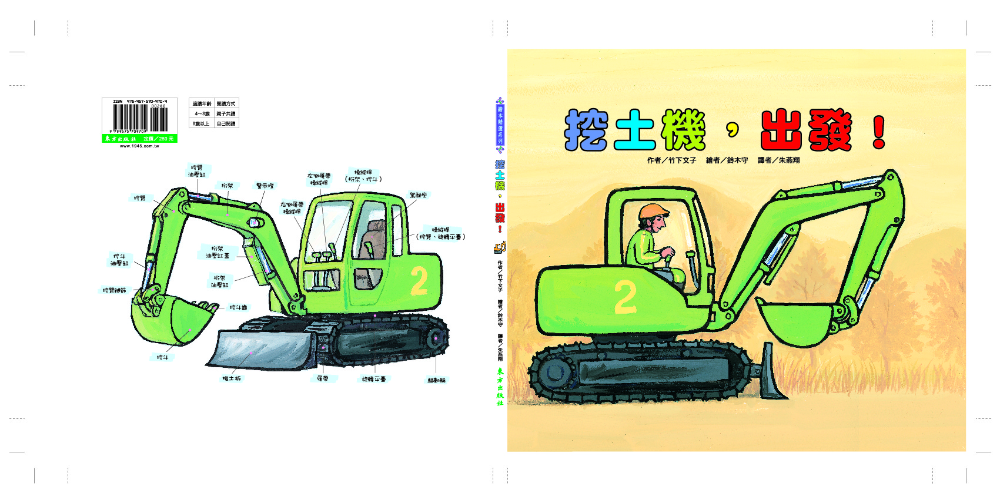 ISBN 978-957-570-970-9
00280
9 789575 709709
東方出版社 定價／280 元
www.1945.com.tw
適讀年齡 閱讀方式
4～8歲 親子共讀
8歲以上 自己閱讀
挖臂
油壓缸
挖臂
桁架
警示燈
左側履帶
操縱桿
操縱桿
（桁架、挖斗）
右側履帶
操縱桿
駕駛座
操縱桿
（挖臂、旋轉平臺）
挖斗
油壓缸
桁架
油壓缸蓋
桁架
油壓缸
挖臂鏈節
挖斗齒
挖斗
推土板
履帶
旋轉平臺
驅動輪
2
繪本精選系列
挖土機，出發！
作者／竹下文子 繪者／鈴木守 譯者／朱燕翔
東方出版社
挖土機，出發！
作者／竹下文子 繪者／鈴木守 譯者／朱燕翔
2